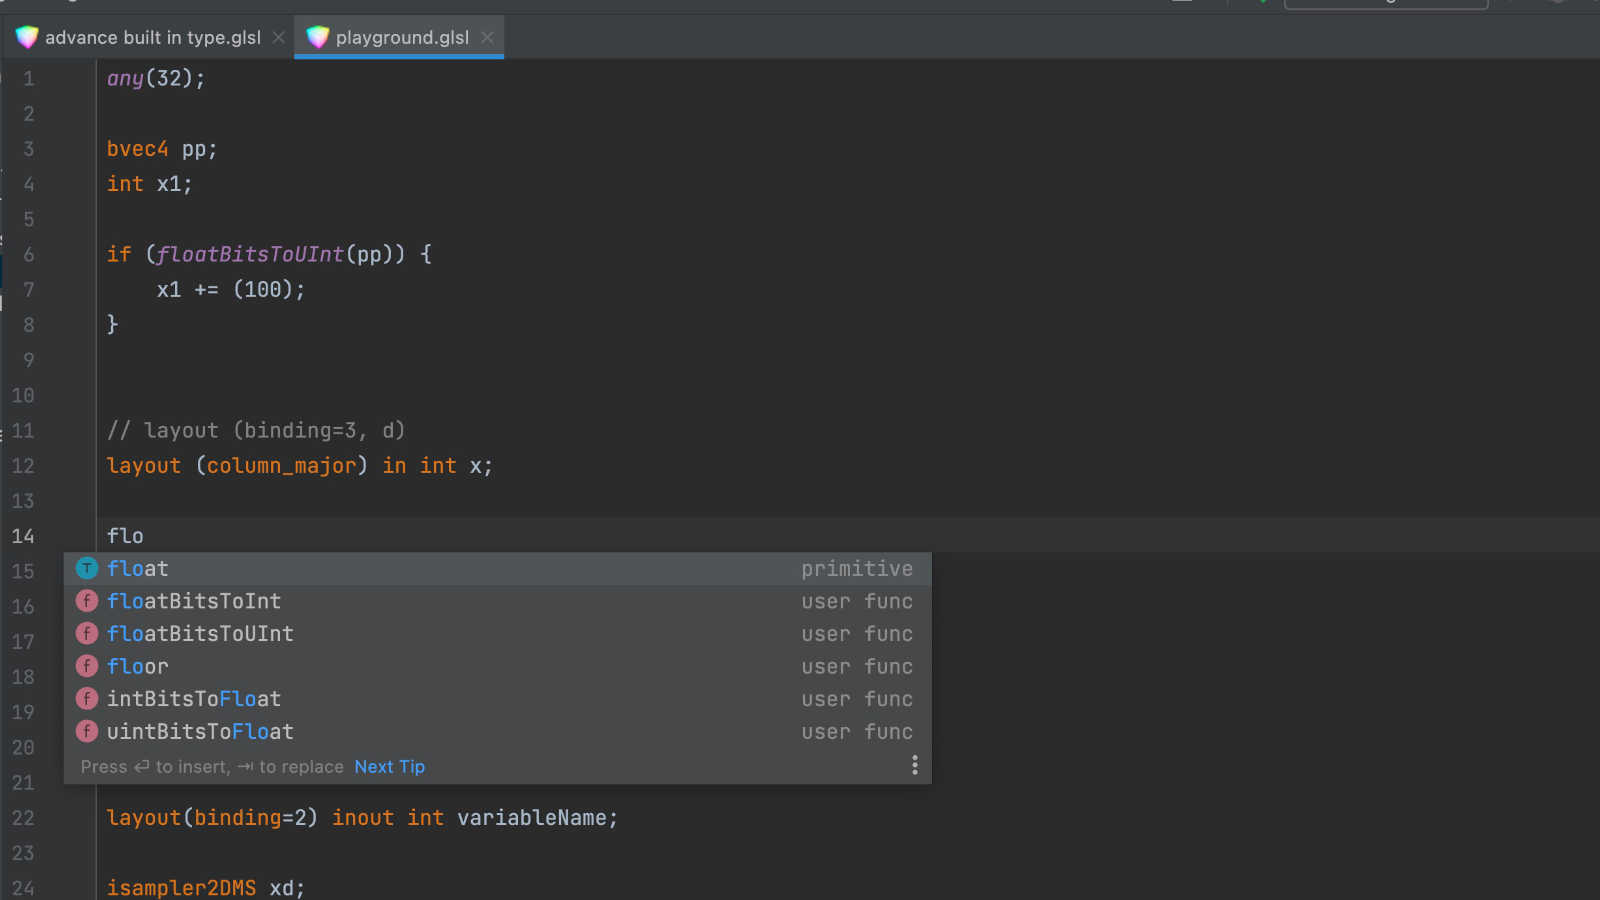 advance built in type.glsl playground.glsl
1 any(32);
2
3 bvec4 pp;
4 int x1;
5
6 if (floatBitsToUInt(pp)) {
7 x1 += (100);
8 }
9
10
11 // layout (binding=3, d)
12 layout (column_major) in int x;
13
14 flo
15 T float primitive
16 f floatBitsToInt user func
17 f floatBitsToUInt user func
18 f floor user func
19 f intBitsToFloat user func
20 f uintBitsToFloat user func
21 Press ↩ to insert, ⇥ to replace Next Tip
22 layout(binding=2) inout int variableName;
23
24 isampler2DMS xd;